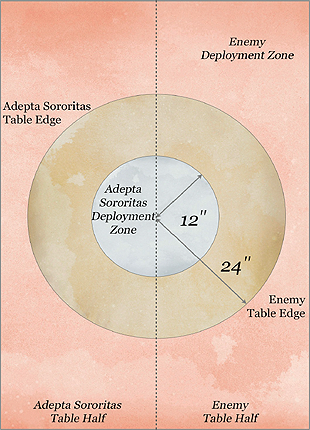 Enemy
Deployment Zone
Adepta Sororitas
Table Edge
Adepta
Sororitas
Deployment
Zone
12"
24"
Enemy
Table Edge
Adepta Sororitas
Table Half
Enemy
Table Half